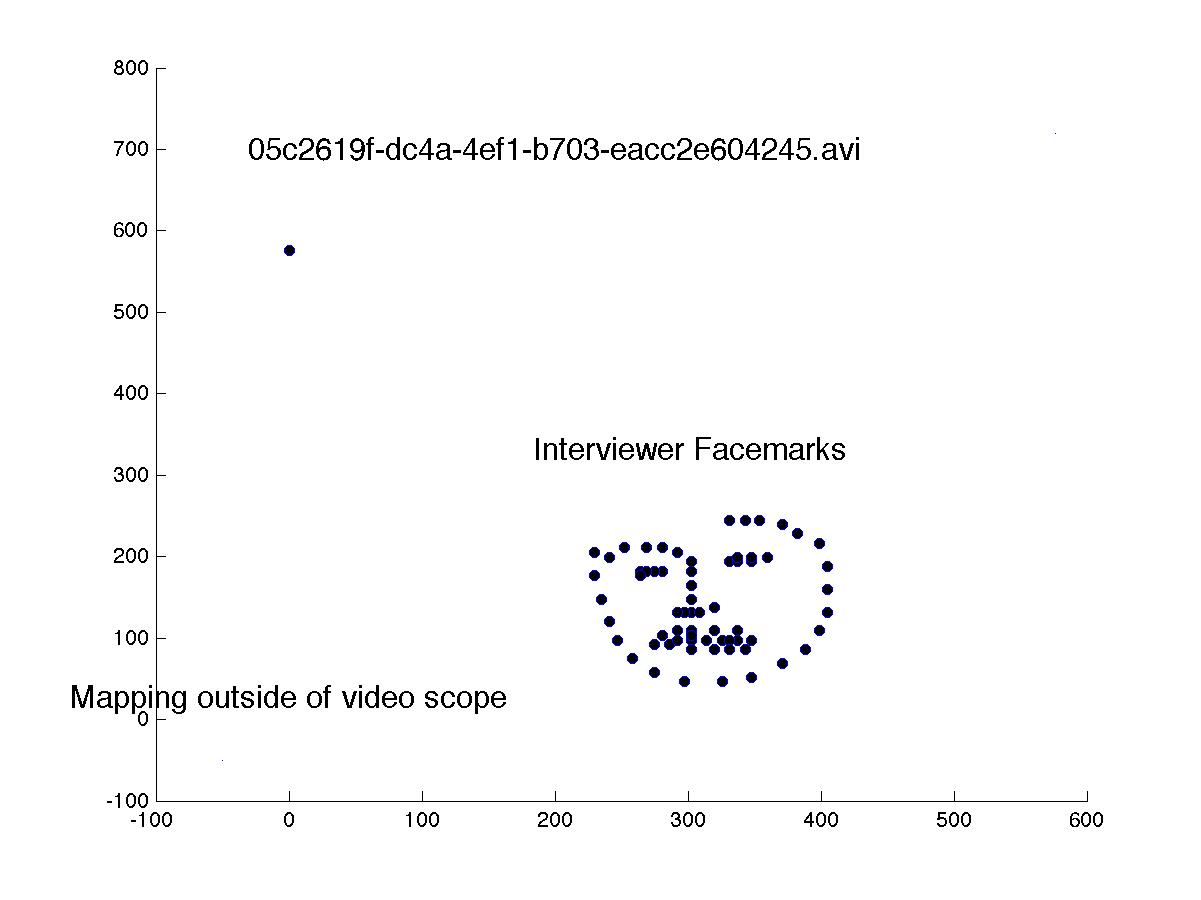 800
700
05c2619f-dc4a-4ef1-b703-eacc2e604245.avi
600
500
400
Interviewer Facemarks
300
200
100
Mapping outside of video scope
0
-100
-100 0 100 200 300 400 500 600